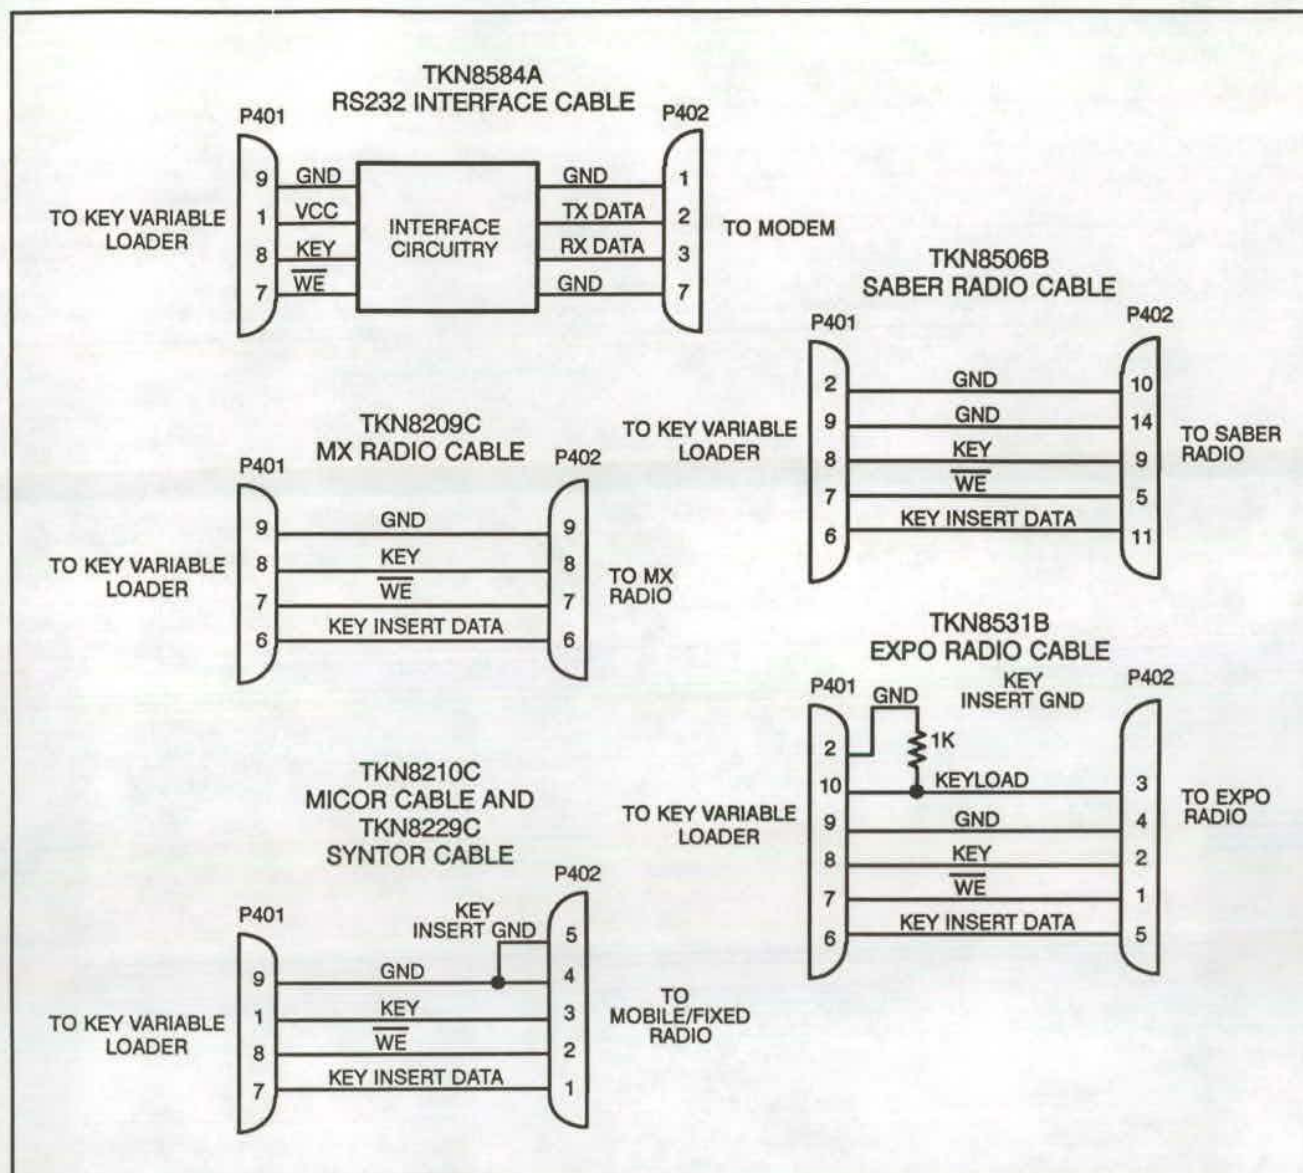 TKN8584A
RS232 INTERFACE CABLE
P401
P402
9 GND
GND 1
1 VCC
TX DATA 2
8 KEY
RX DATA 3
7 WE
GND 7
INTERFACE
CIRCUITRY
TO KEY VARIABLE
LOADER
TO MODEM
TKN8506B
SABER RADIO CABLE
P401
P402
2 GND 10
9 GND 14
8 KEY 9
7 WE 5
6 KEY INSERT DATA 11
TO KEY VARIABLE
LOADER
TO SABER
RADIO
TKN8209C
MX RADIO CABLE
P401
P402
9 GND 9
8 KEY 8
7 WE 7
6 KEY INSERT DATA 6
TO KEY VARIABLE
LOADER
TO MX
RADIO
TKN8531B
EXPO RADIO CABLE
P401
P402
GND
KEY
INSERT GND
2
1K
10 KEYLOAD 3
9 GND 4
8 KEY 2
7 WE 1
6 KEY INSERT DATA 5
TO KEY VARIABLE
LOADER
TO EXPO
RADIO
TKN8210C
MICOR CABLE AND
TKN8229C
SYNTOR CABLE
P401
P402
KEY
INSERT GND 5
9 GND 4
1 KEY 3
8 WE 2
7 KEY INSERT DATA 1
TO KEY VARIABLE
LOADER
TO
MOBILE/FIXED
RADIO